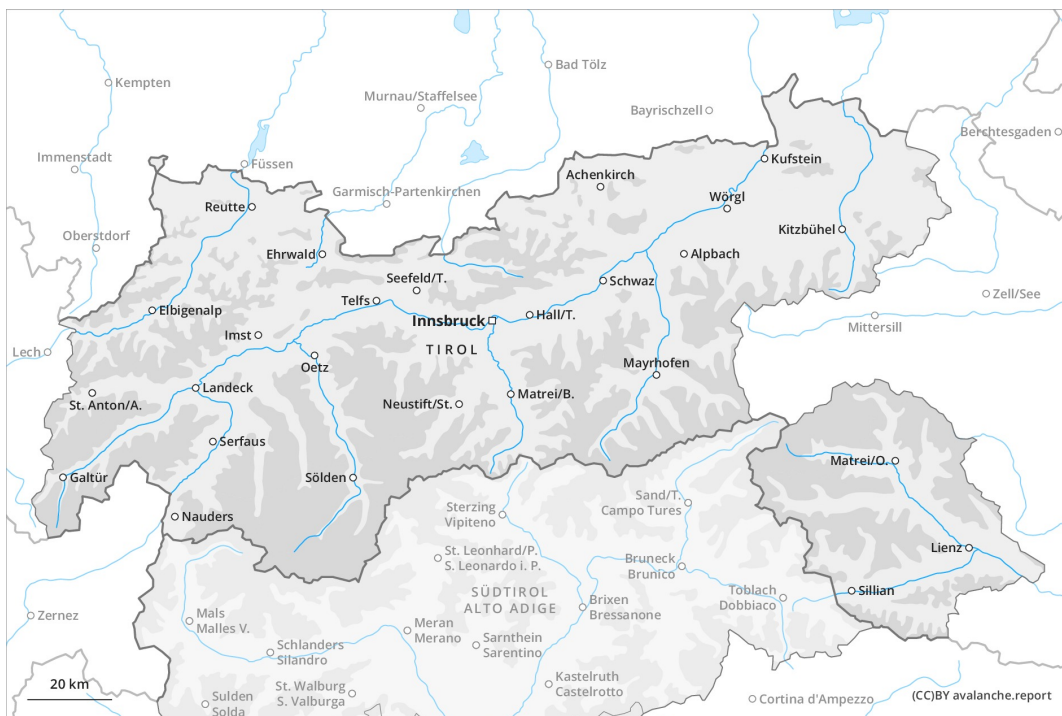 Kempten
Bad Tölz
Murnau/Staffelsee
Bayrischzell
Berchtesgaden
Immenstadt
Füssen
Kufstein
Achenkirch
Garmisch-Partenkirchen
Reutte
Wörgl
Kitzbühel
Oberstdorf
Ehrwald
Alpbach
Seefeld/T.
Schwaz
Zell/See
Telfs
Elbigenalp
Innsbruck
Hall/T.
Mittersill
Imst
TIROL
Lech
Oetz
Mayrhofen
Landeck
St. Anton/A.
Neustift/St.
Matrei/B.
Serfaus
Matrei/O.
Galtür
Sölden
Sand/T.
Campo Tures
Sterzing
Vipiteno
Nauders
Lienz
St. Leonhard/P.
S. Leonardo i. P.
Bruneck
Brunico
SÜDTIROL
ALTO ADIGE
Toblach
Dobbiaco
Sillian
Brixen
Bressanone
Zernez
Mals
Malles V.
Meran
Merano
Sarnthein
Sarentino
Schlanders
Silandro
20 km
St. Walburg
S. Valburga
Kastelruth
Castelrotto
Sulden
Solda
Cortina d'Ampezzo
(CC)BY avalanche.report